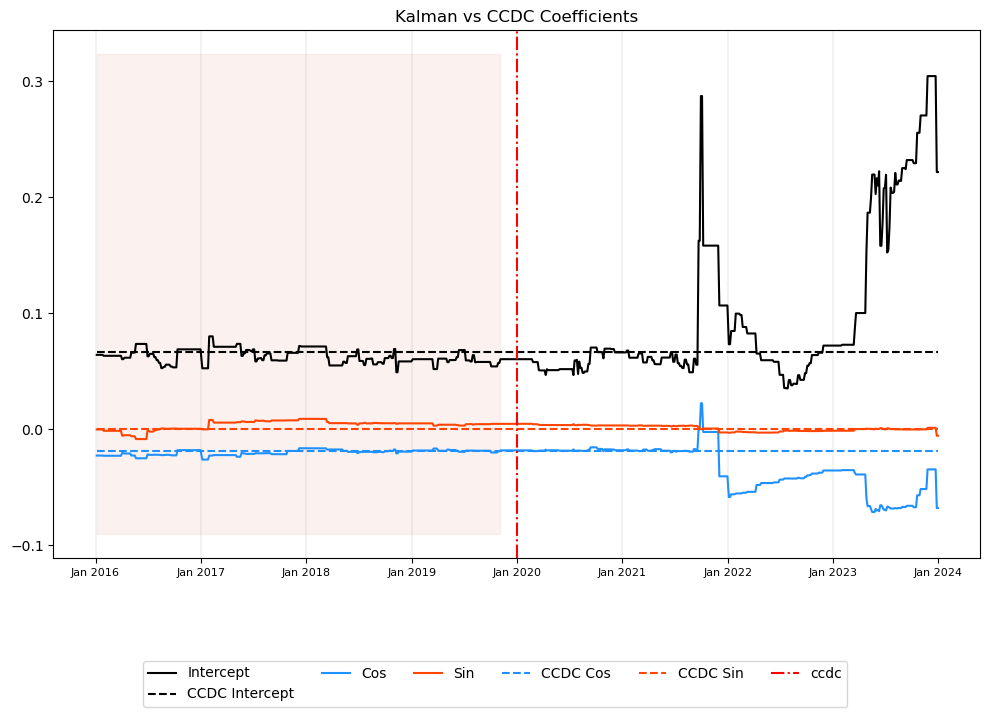 Kalman vs CCDC Coefficients
0.3
0.2
0.1
0.0
−0.1
Jan 2016 Jan 2017 Jan 2018 Jan 2019 Jan 2020 Jan 2021 Jan 2022 Jan 2023 Jan 2024
Intercept Cos Sin CCDC Cos CCDC Sin ccdc
CCDC Intercept